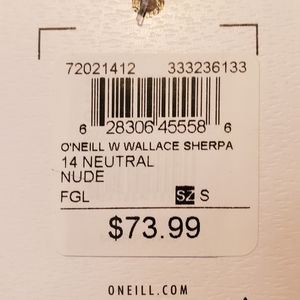 72021412 333236133
6 28306 45558 6
O'NEILL W WALLACE SHERPA
14 NEUTRAL
NUDE
FGL SZ S
$73.99
ONEILL.COM